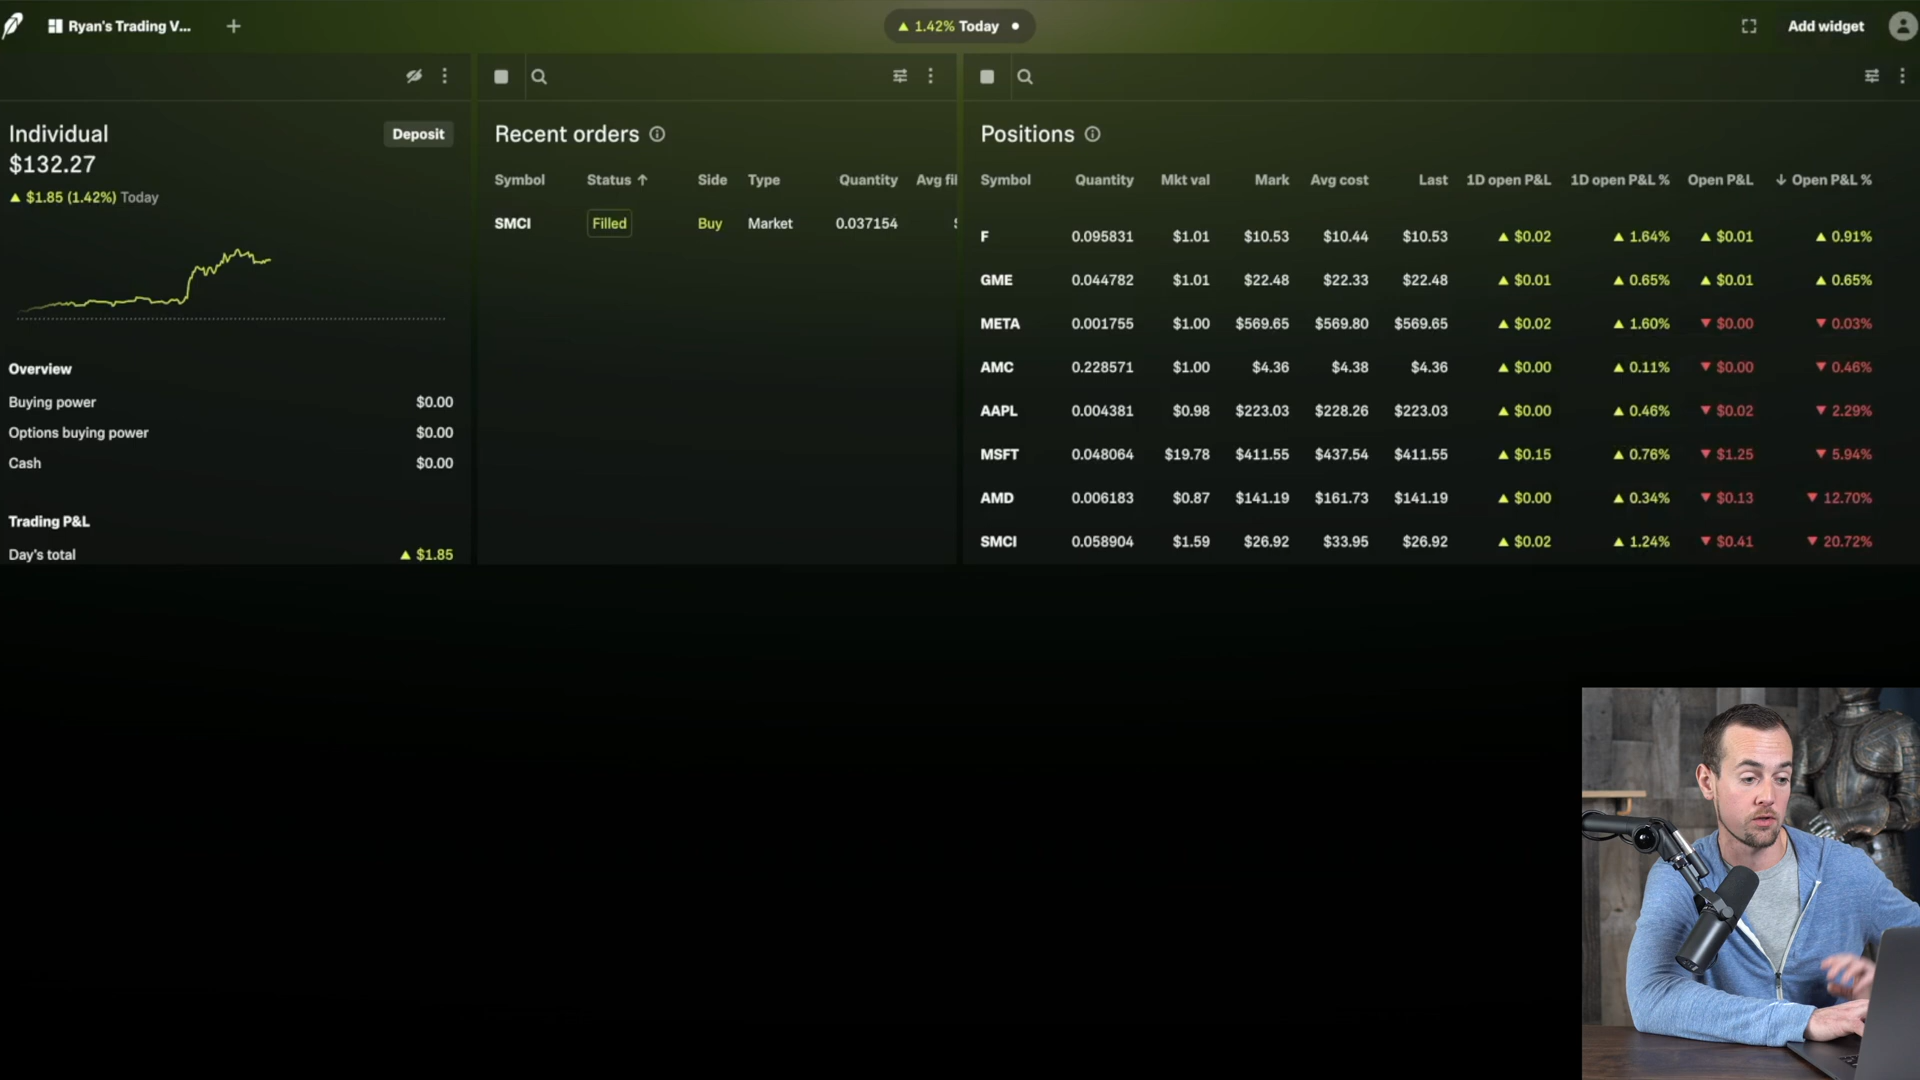 Ryan's Trading V...
1.42% Today
Add widget
Individual
Deposit
$132.27
$1.85 (1.42%) Today
Overview
Buying power $0.00
Options buying power $0.00
Cash $0.00
Trading P&L
Day's total $1.85
Recent orders
Symbol Status Side Type Quantity Avg fil
SMCI Filled Buy Market 0.037154
Positions
Symbol Quantity Mkt val Mark Avg cost Last 1D open P&L 1D open P&L % Open P&L Open P&L %
F 0.095831 $1.01 $10.53 $10.44 $10.53 $0.02 1.64% $0.01 0.91%
GME 0.044782 $1.01 $22.48 $22.33 $22.48 $0.01 0.65% $0.01 0.65%
META 0.001755 $1.00 $569.65 $569.80 $569.65 $0.02 1.60% $0.00 0.03%
AMC 0.228571 $1.00 $4.36 $4.38 $4.36 $0.00 0.11% $0.00 0.46%
AAPL 0.004381 $0.98 $223.03 $228.26 $223.03 $0.00 0.46% $0.02 2.29%
MSFT 0.048064 $19.78 $411.55 $437.54 $411.55 $0.15 0.76% $1.25 5.94%
AMD 0.006183 $0.87 $141.19 $161.73 $141.19 $0.00 0.34% $0.13 12.70%
SMCI 0.058904 $1.59 $26.92 $33.95 $26.92 $0.02 1.24% $0.41 20.72%